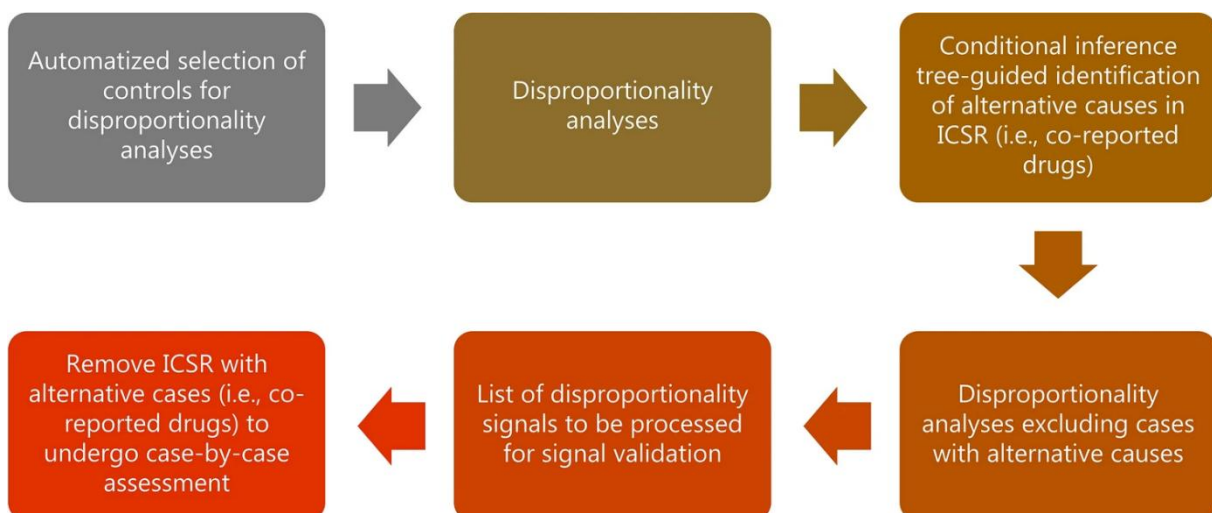 Automatized selection of
controls for
disproportionality
analyses
Disproportionality
analyses
Conditional inference
tree-guided identification
of alternative causes in
ICSR (i.e., co-reported
drugs)
Remove ICSR with
alternative cases (i.e., co-
reported drugs) to
undergo case-by-case
assessment
List of disproportionality
signals to be processed
for signal validation
Disproportionality
analyses excluding cases
with alternative causes